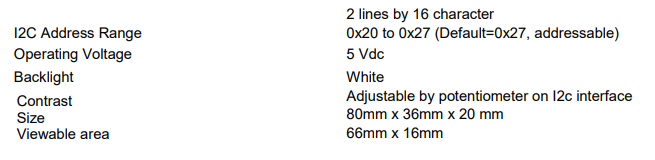 2 lines by 16 character
I2C Address Range 0x20 to 0x27 (Default=0x27, addressable)
Operating Voltage 5 Vdc
Backlight White
Contrast Adjustable by potentiometer on I2c interface
Size 80mm x 36mm x 20 mm
Viewable area 66mm x 16mm